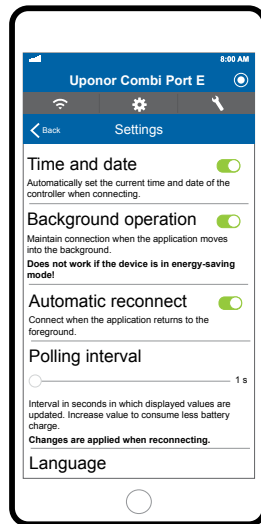 8:00 AM
Uponor Combi Port E
Back
Settings
Time and date
Automatically set the current time and date of the
controller when connecting.
Background operation
Maintain connection when the application moves
into the background.
Does not work if the device is in energy-saving
mode!
Automatic reconnect
Connect when the application returns to the
foreground.
Polling interval
1 s
Interval in seconds in which displayed values are
updated. Increase value to consume less battery
charge.
Changes are applied when reconnecting.
Language